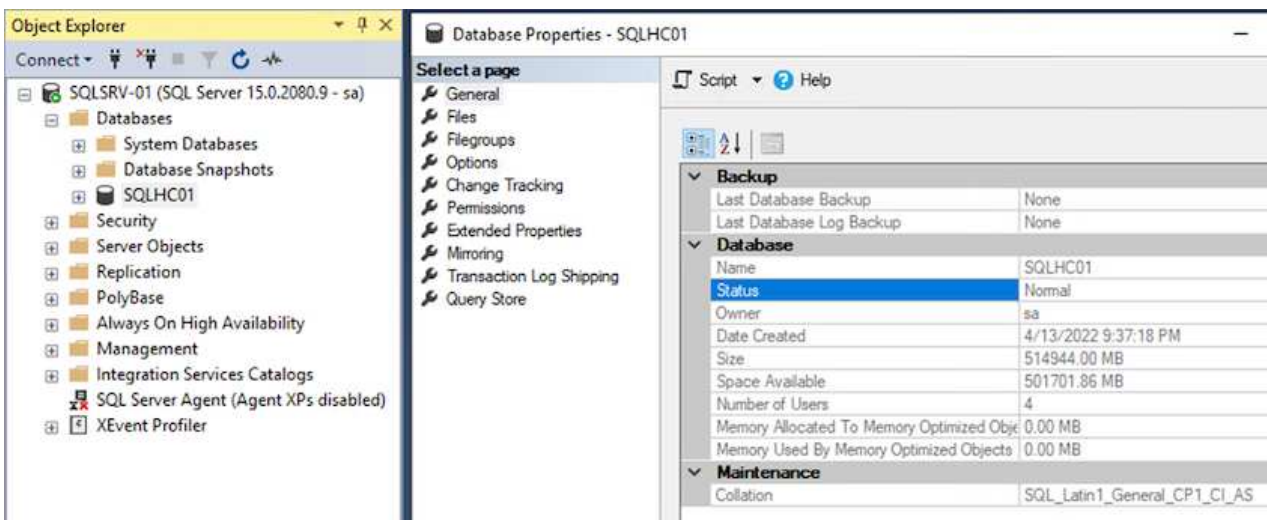 Object Explorer
Connect
SQLSRV-01 (SQL Server 15.0.2080.9 - sa)
Databases
System Databases
Database Snapshots
SQLHC01
Security
Server Objects
Replication
PolyBase
Always On High Availability
Management
Integration Services Catalogs
SQL Server Agent (Agent XPs disabled)
XEvent Profiler
Database Properties - SQLHC01
Select a page
General
Files
Filegroups
Options
Change Tracking
Permissions
Extended Properties
Mirroring
Transaction Log Shipping
Query Store
Script Help
Backup
Last Database Backup None
Last Database Log Backup None
Database
Name SQLHC01
Status Normal
Owner sa
Date Created 4/13/2022 9:37:18 PM
Size 514944.00 MB
Space Available 501701.86 MB
Number of Users 4
Memory Allocated To Memory Optimized Obje 0.00 MB
Memory Used By Memory Optimized Objects 0.00 MB
Maintenance
Collation SQL_Latin1_General_CP1_CI_AS